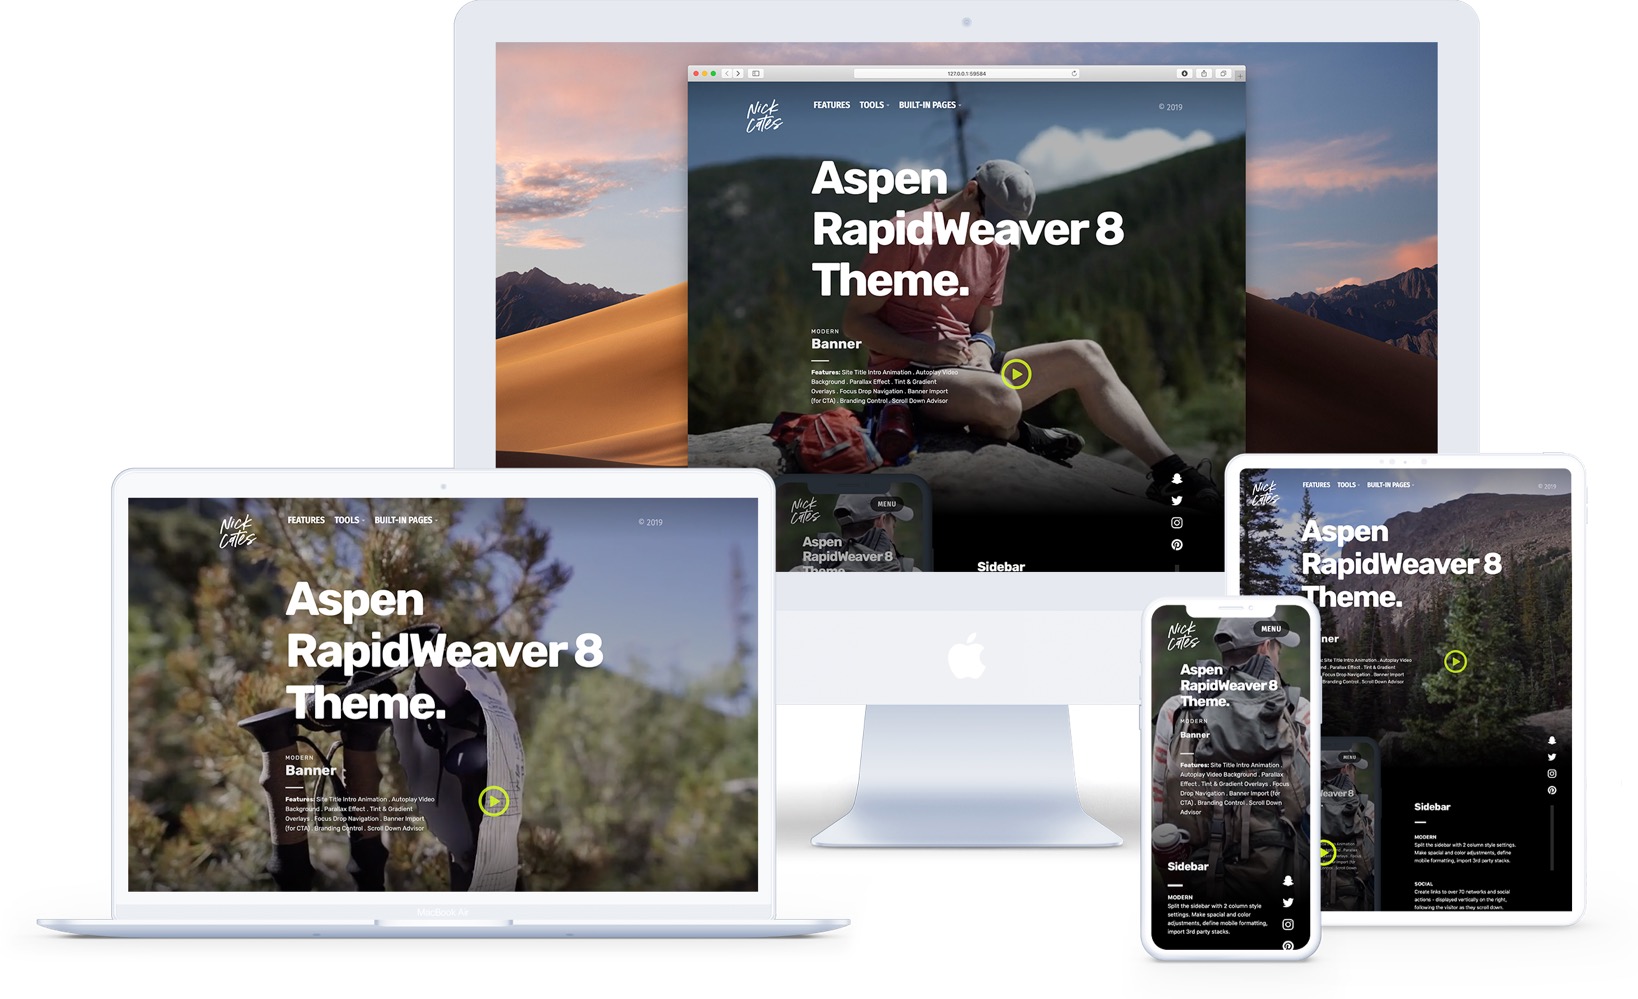 127.0.0.1:59584
Nick
Cates
FEATURES TOOLS BUILT-IN PAGES
© 2019
Aspen
RapidWeaver 8
Theme.
MODERN
Banner
Features: Site Title Intro Animation . Autoplay Video
Background . Parallax Effect . Tint & Gradient
Overlays . Focus Drop Navigation . Banner Import
(for CTA) . Branding Control . Scroll Down Advisor
Nick
Cates
MENU
Aspen
RapidWeaver 8
Theme
Sidebar
Nick
Cates
FEATURES TOOLS BUILT-IN PAGES
© 2019
Aspen
RapidWeaver 8
Theme.
MODERN
Banner
Features: Site Title Intro Animation . Autoplay Video
Background . Parallax Effect . Tint & Gradient
Overlays . Focus Drop Navigation . Banner Import
(for CTA) . Branding Control . Scroll Down Advisor
MacBook Air
Nick
Cates
MENU
Aspen
RapidWeaver 8
Theme.
MODERN
Banner
Features: Site Title Intro Animation .
Autoplay Video Background . Parallax
Effect . Tint & Gradient Overlays . Focus
Drop Navigation . Banner Import (for
CTA) . Branding Control . Scroll Down
Advisor
Sidebar
MODERN
Split the sidebar with 2 column style
settings. Make spacial and color
adjustments, define mobile formatting,
import 3rd party stacks.
Nick
Cates
FEATURES TOOLS BUILT-IN PAGES
© 2019
Aspen
RapidWeaver 8
Theme.
ner
Site Title Intro Animation . Autoplay Video
. Parallax Effect . Tint & Gradient
Focus Drop Navigation . Banner Import
Branding Control . Scroll Down Advisor
MENU
Weaver 8
Sidebar
MODERN
Split the sidebar with 2 column style settings.
Make spacial and color adjustments, define
mobile formatting, import 3rd party stacks.
SOCIAL
Create links to over 70 networks and social
actions - displayed vertically on the right,
following the visitor as they scroll down.